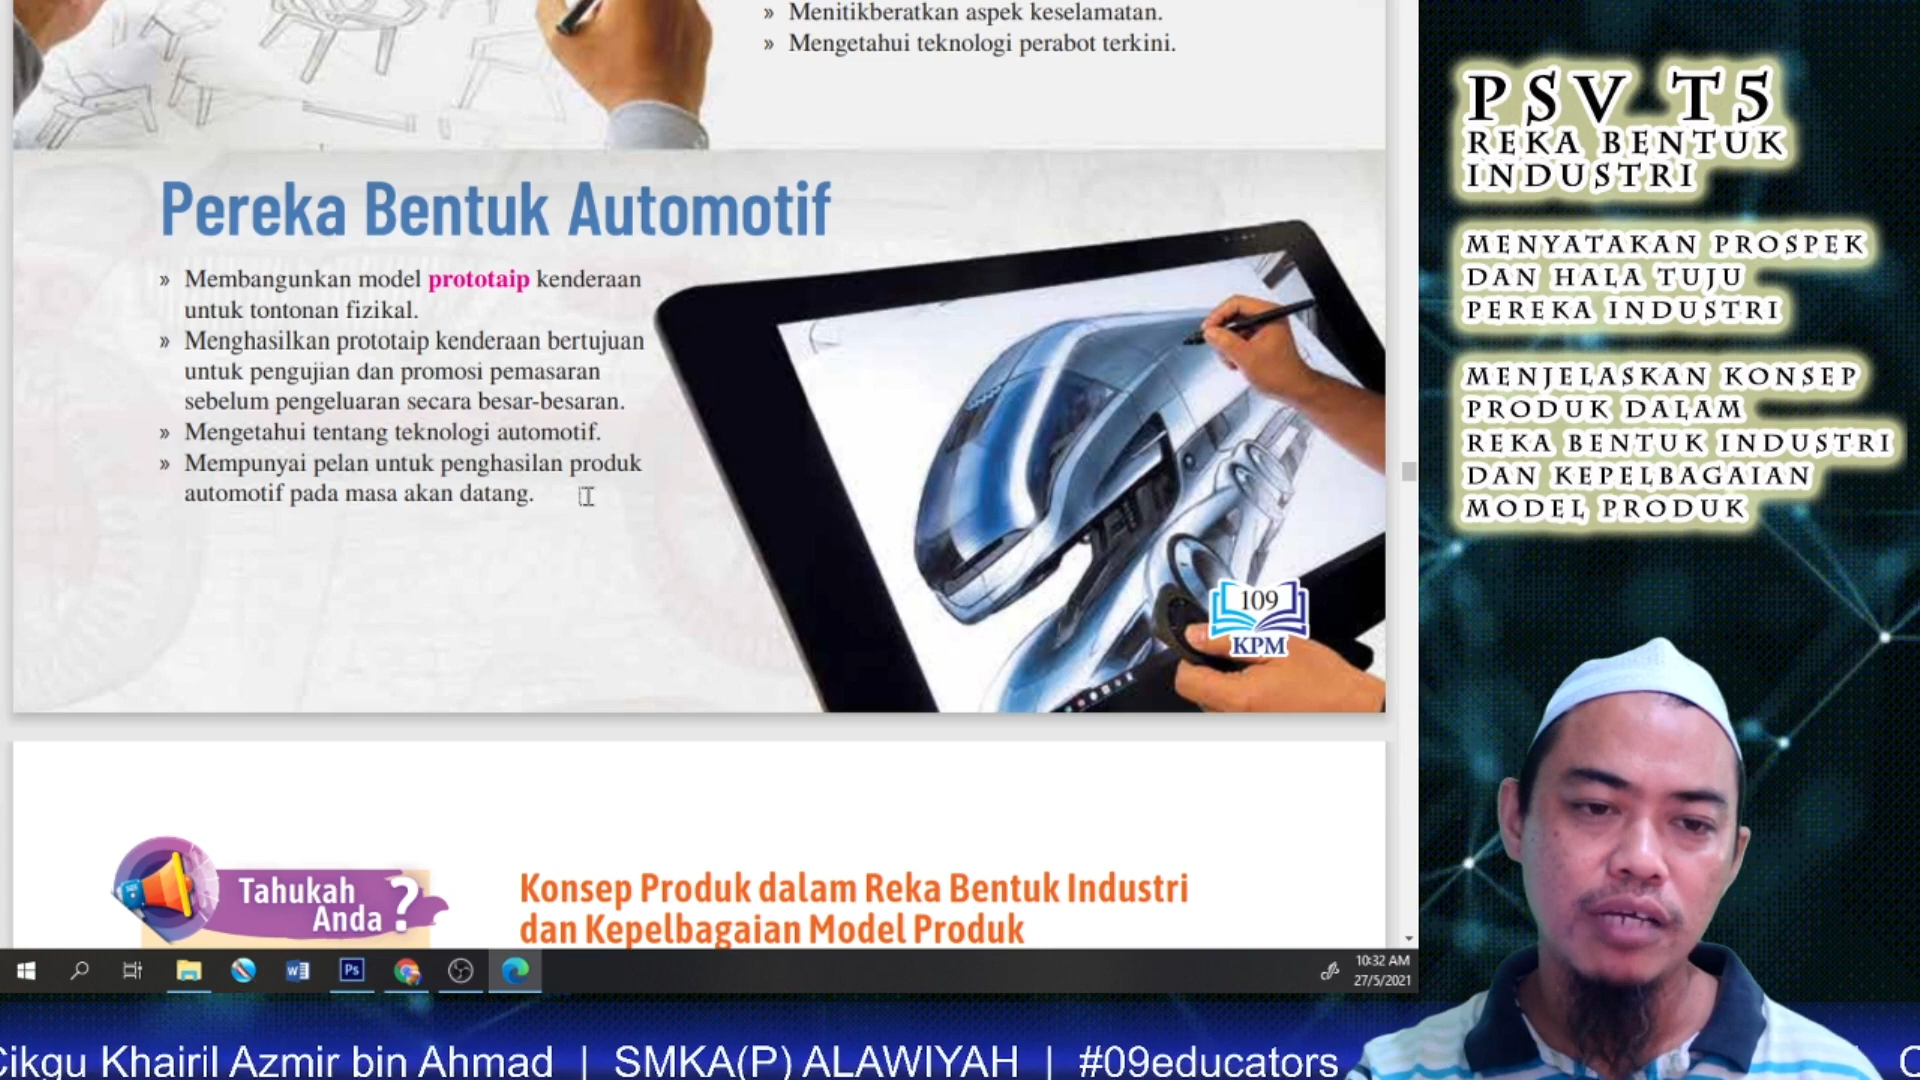 » Menitikberatkan aspek keselamatan.
» Mengetahui teknologi perabot terkini.
Pereka Bentuk Automotif
» Membangunkan model prototaip kenderaan
untuk tontonan fizikal.
» Menghasilkan prototaip kenderaan bertujuan
untuk pengujian dan promosi pemasaran
sebelum pengeluaran secara besar-besaran.
» Mengetahui tentang teknologi automotif.
» Mempunyai pelan untuk penghasilan produk
automotif pada masa akan datang.
109
KPM
Tahukah
Anda ?
Konsep Produk dalam Reka Bentuk Industri
dan Kepelbagaian Model Produk
Ps
10:32 AM
27/5/2021
PSV T5
REKA BENTUK
INDUSTRI
MENYATAKAN PROSPEK
DAN HALA TUJU
PEREKA INDUSTRI
MENJELASKAN KONSEP
PRODUK DALAM
REKA BENTUK INDUSTRI
DAN KEPELBAGAIAN
MODEL PRODUK
Cikgu Khairil Azmir bin Ahmad | SMKA(P) ALAWIYAH | #09educators